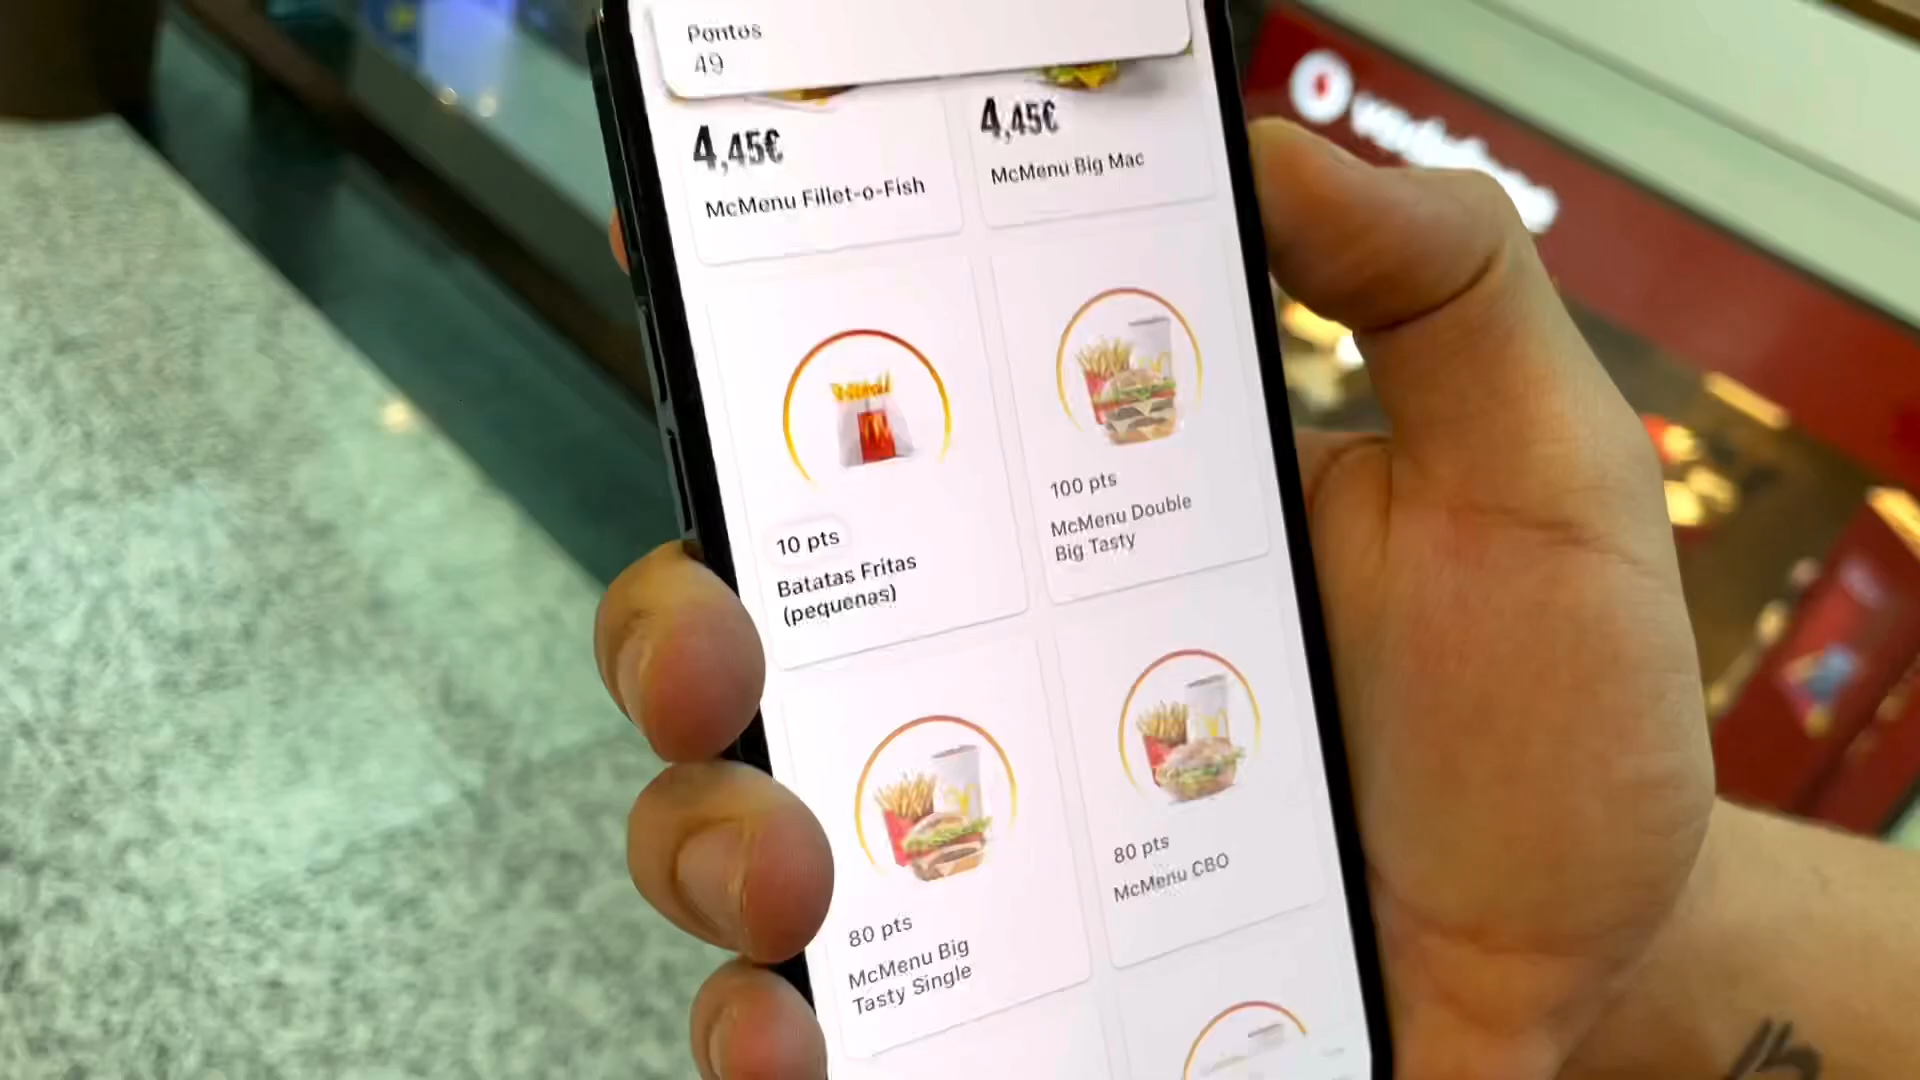 Pontos
49
4,45€
McMenu Fillet-o-Fish
4,45€
McMenu Big Mac
10 pts
Batatas Fritas
(pequenas)
100 pts
McMenu Double
Big Tasty
80 pts
McMenu Big
Tasty Single
80 pts
McMenu CBO
vodafone